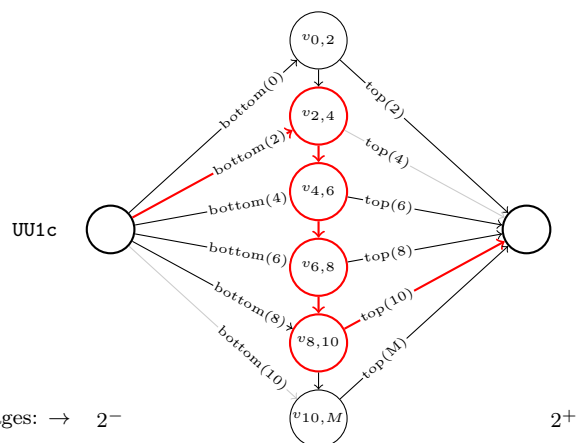 v0,2
bottom(0)
top(2)
v2,4
bottom(2)
top(4)
v4,6
bottom(4)
top(6)
UU1c
bottom(6)
v6,8
top(8)
bottom(8)
top(10)
v8,10
bottom(10)
top(M)
ages: → 2⁻ v10,M 2⁺